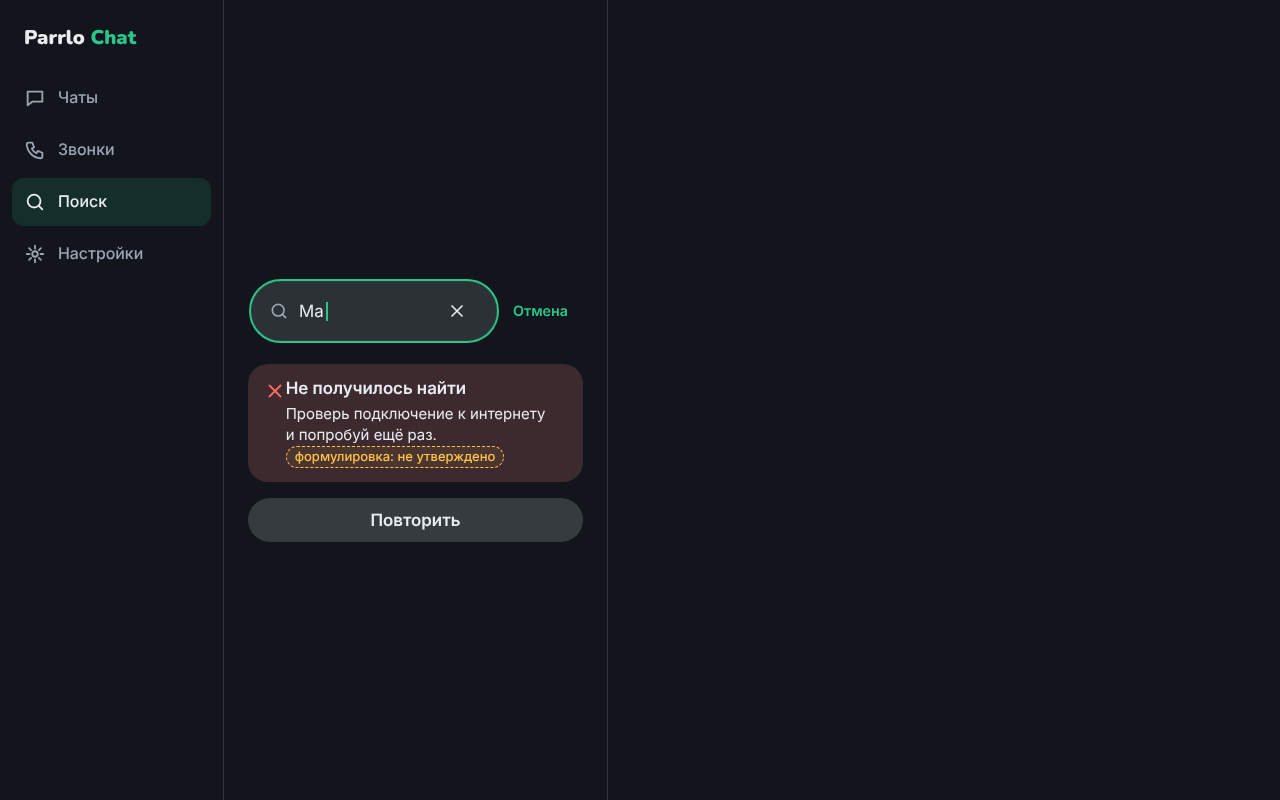 Parrlo Chat
Чаты
Звонки
Поиск
Настройки
Ma
Отмена
Не получилось найти
Проверь подключение к интернету
и попробуй ещё раз.
формулировка: не утверждено
Повторить